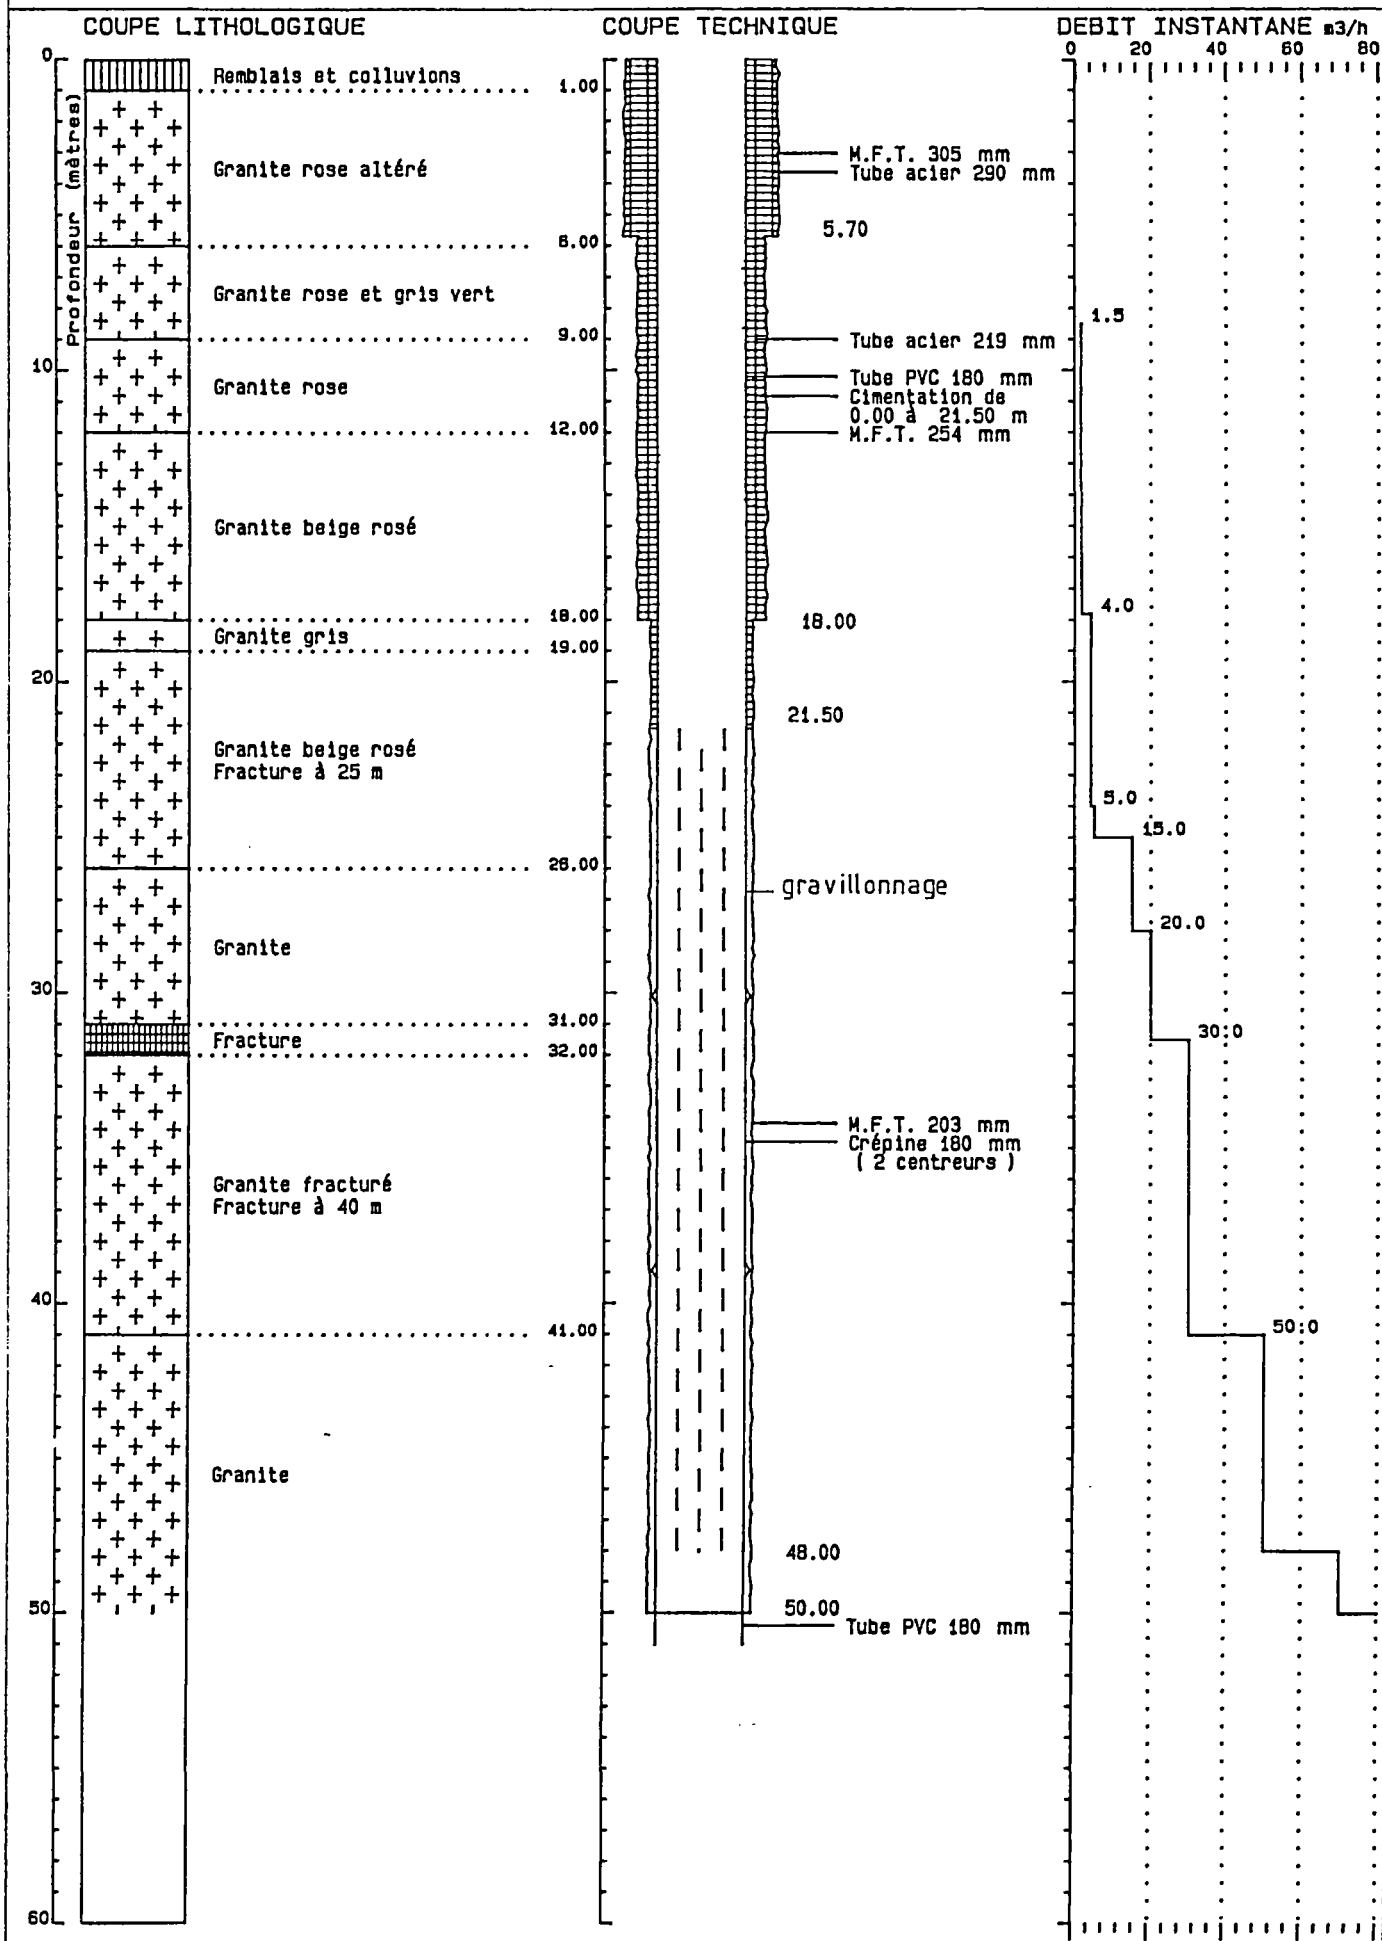 COUPE LITHOLOGIQUE
COUPE TECHNIQUE
DEBIT INSTANTANE m3/h
0 20 40 60 80
Profondeur (mètres)
0
10
20
30
40
50
60
Remblais et colluvions
1.00
Granite rose altéré
6.00
Granite rose et gris vert
9.00
Granite rose
12.00
Granite beige rosé
18.00
Granite gris
19.00
Granite beige rosé
Fracture à 25 m
26.00
Granite
31.00
Fracture
32.00
Granite fracturé
Fracture à 40 m
41.00
Granite
M.F.T. 305 mm
Tube acier 290 mm
5.70
Tube acier 219 mm
Tube PVC 180 mm
Cimentation de
0.00 à 21.50 m
M.F.T. 254 mm
18.00
21.50
gravillonnage
M.F.T. 203 mm
Crépine 180 mm
( 2 centreurs )
48.00
50.00
Tube PVC 180 mm
1.5
4.0
5.0
15.0
20.0
30.0
50.0